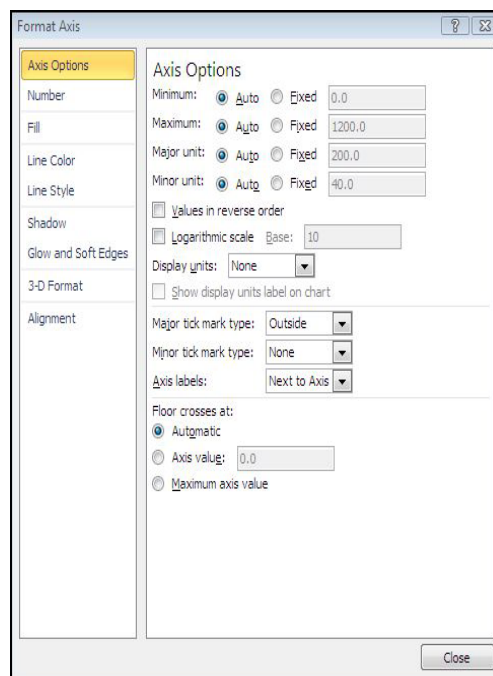 Format Axis
Axis Options
Number
Fill
Line Color
Line Style
Shadow
Glow and Soft Edges
3-D Format
Alignment
Axis Options
Minimum: Auto Fixed 0.0
Maximum: Auto Fixed 1200.0
Major unit: Auto Fixed 200.0
Minor unit: Auto Fixed 40.0
Values in reverse order
Logarithmic scale Base: 10
Display units: None
Show display units label on chart
Major tick mark type: Outside
Minor tick mark type: None
Axis labels: Next to Axis
Floor crosses at:
Automatic
Axis value: 0.0
Maximum axis value
Close